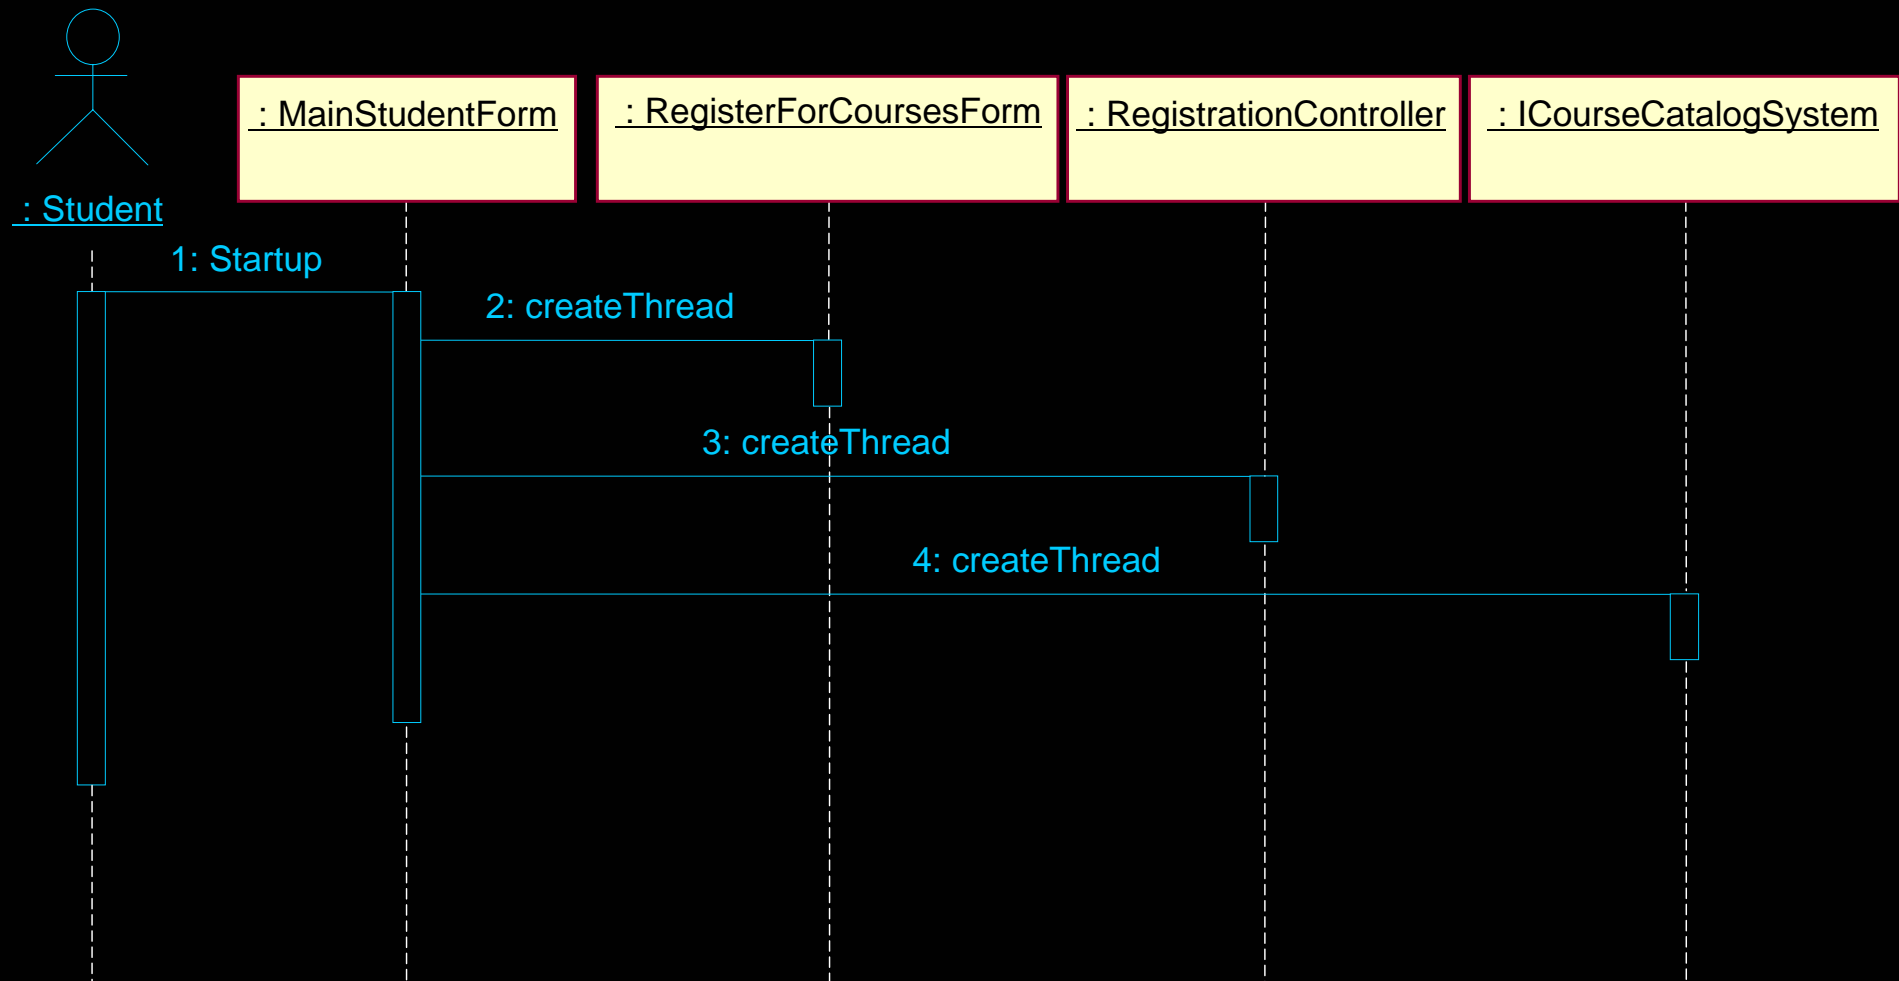 : MainStudentForm
: RegisterForCoursesForm
: RegistrationController
: ICourseCatalogSystem
: Student
1: Startup
2: createThread
3: createThread
4: createThread